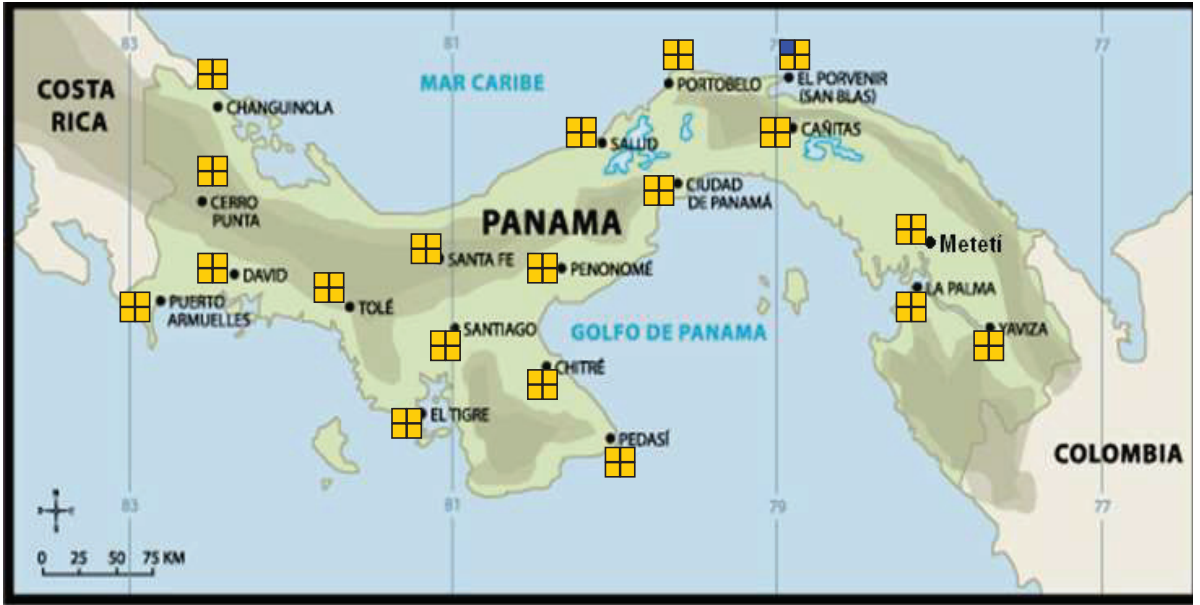 83
81
79
77
COSTA
RICA
MAR CARIBE
CHANGUINOLA
PORTOBELO
EL PORVENIR
(SAN BLAS)
SALUD
CAÑITAS
CERRO
PUNTA
CIUDAD
DE PANAMÁ
PANAMA
Metetí
SANTA FE
PENONOMÉ
DAVID
LA PALMA
PUERTO
ARMUELLES
TOLÉ
SANTIAGO
GOLFO DE PANAMA
YAVIZA
CHITRÉ
EL TIGRE
PEDASÍ
COLOMBIA
83
81
79
77
0 25 50 75 KM